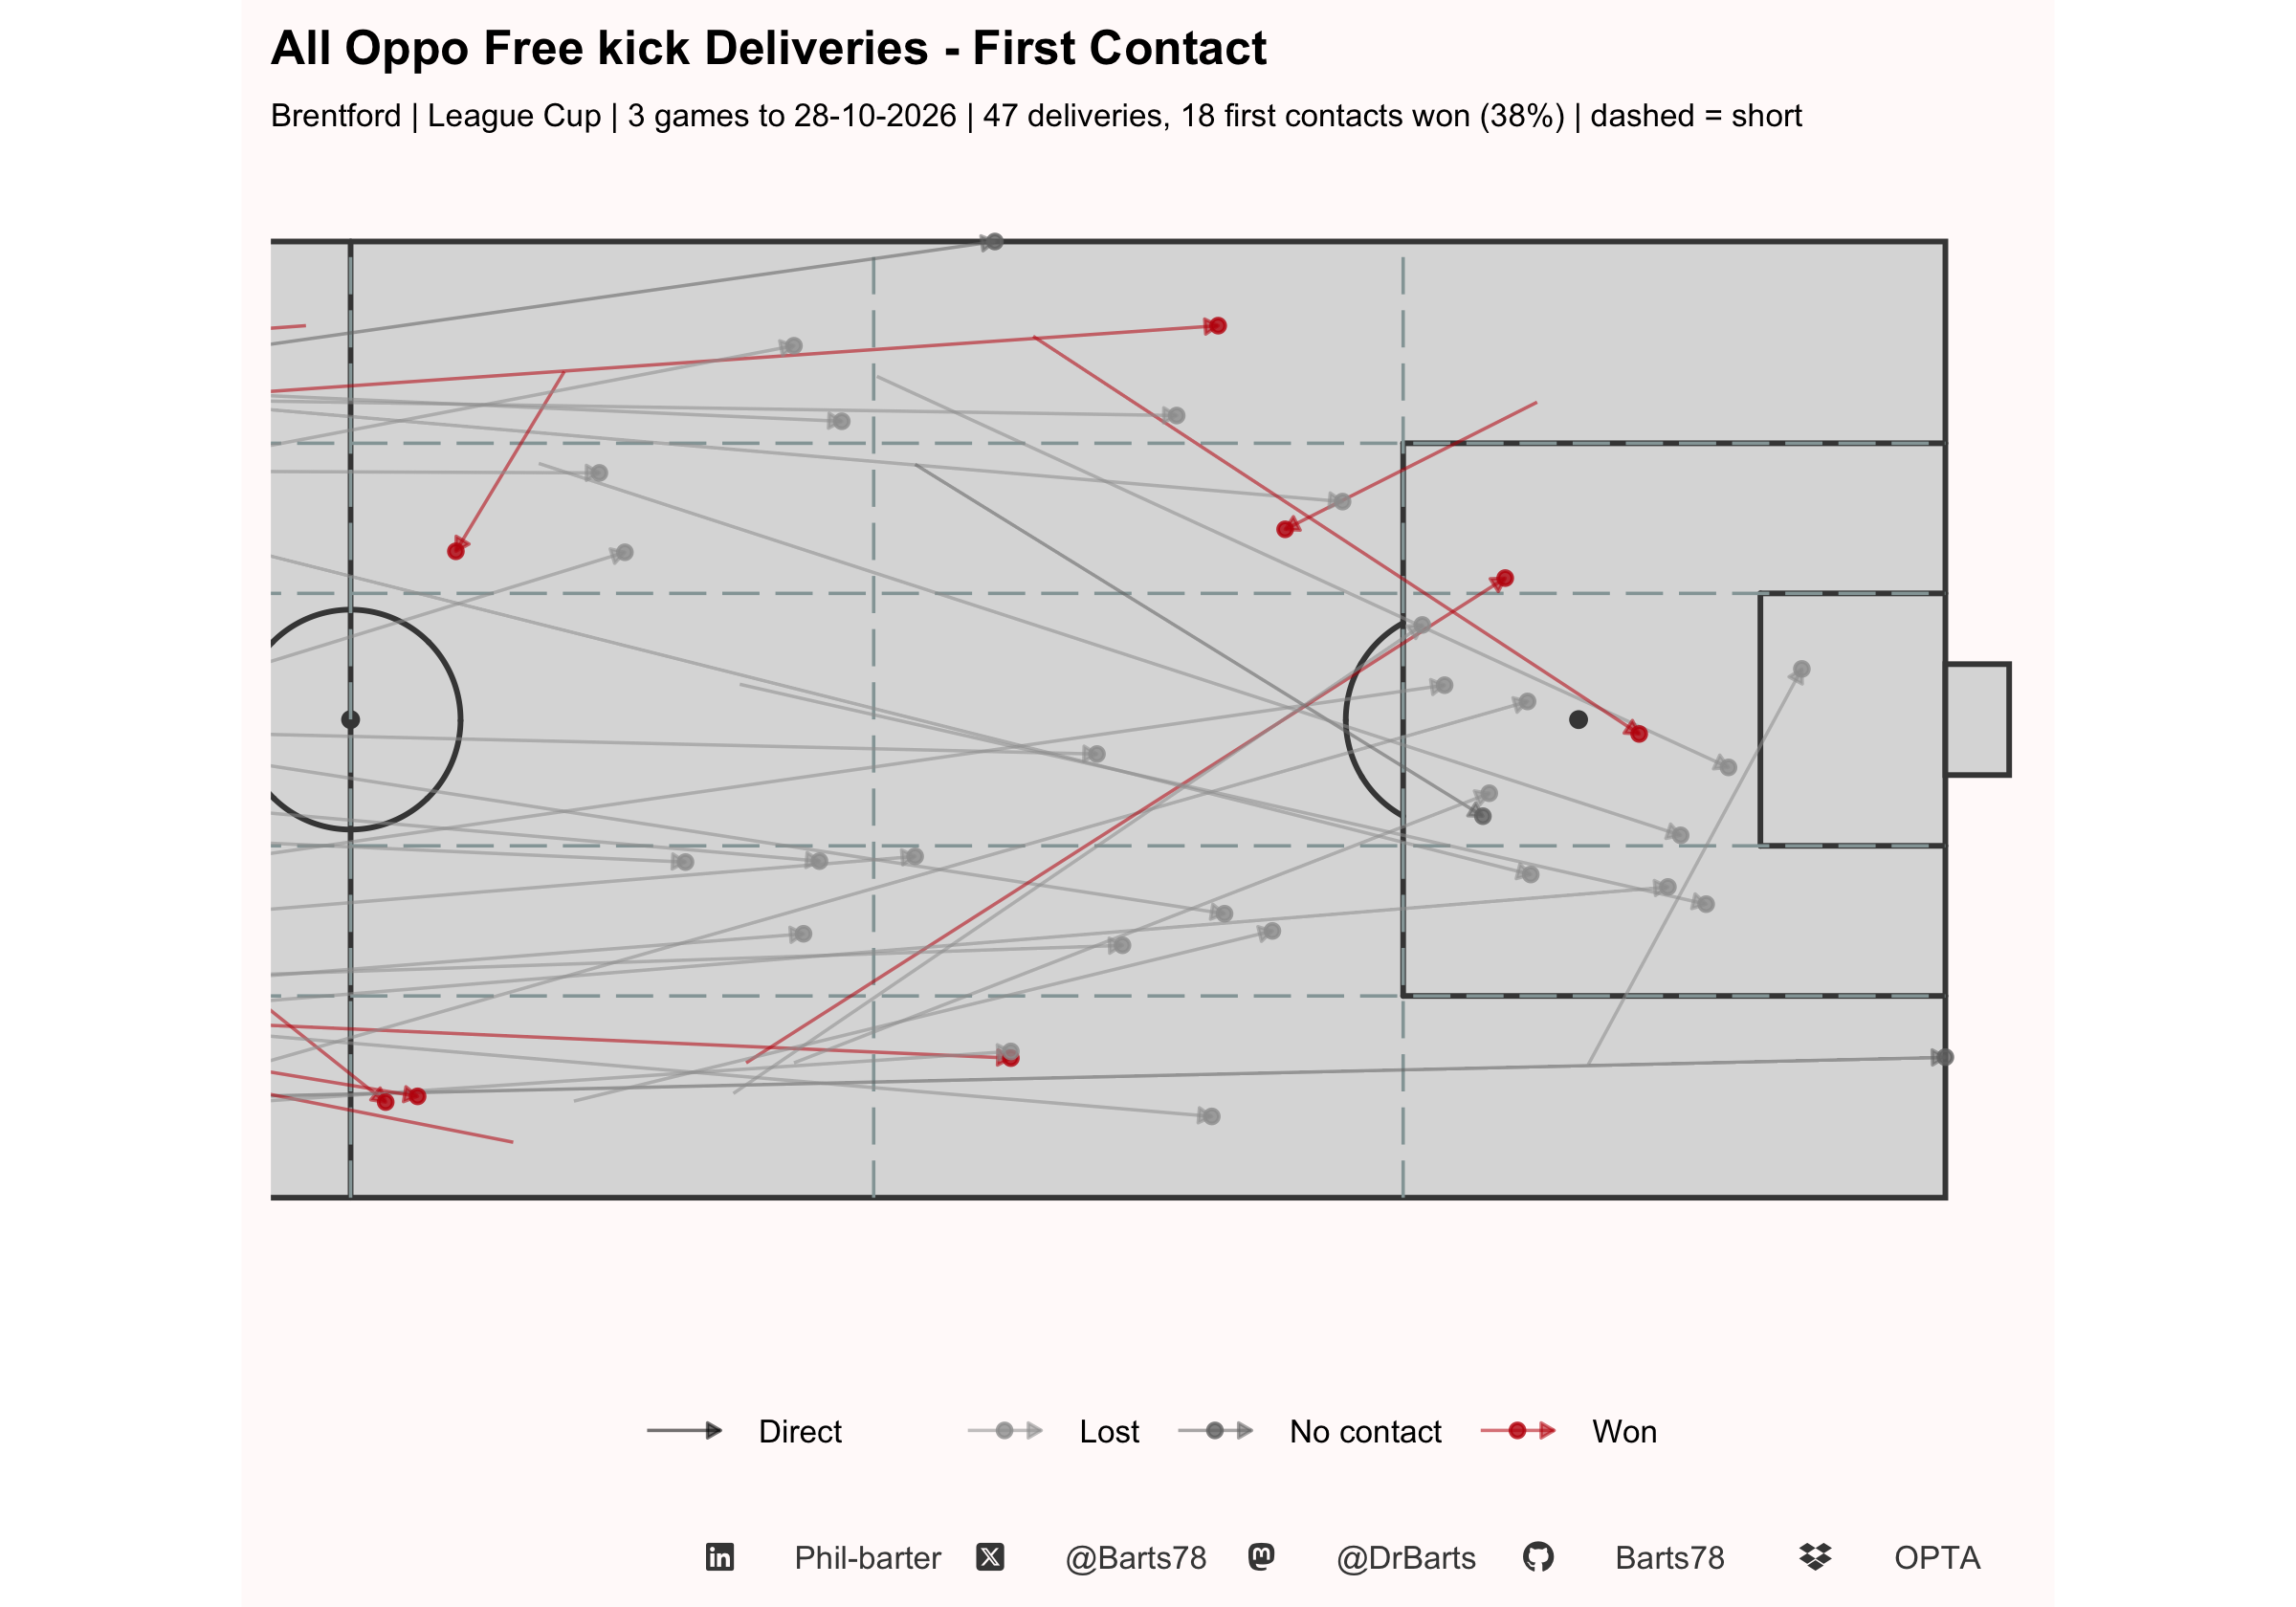 All Oppo Free kick Deliveries - First Contact
Brentford | League Cup | 3 games to 28-10-2026 | 47 deliveries, 18 first contacts won (38%) | dashed = short
Direct Lost No contact Won
Phil-barter @Barts78 @DrBarts Barts78 OPTA